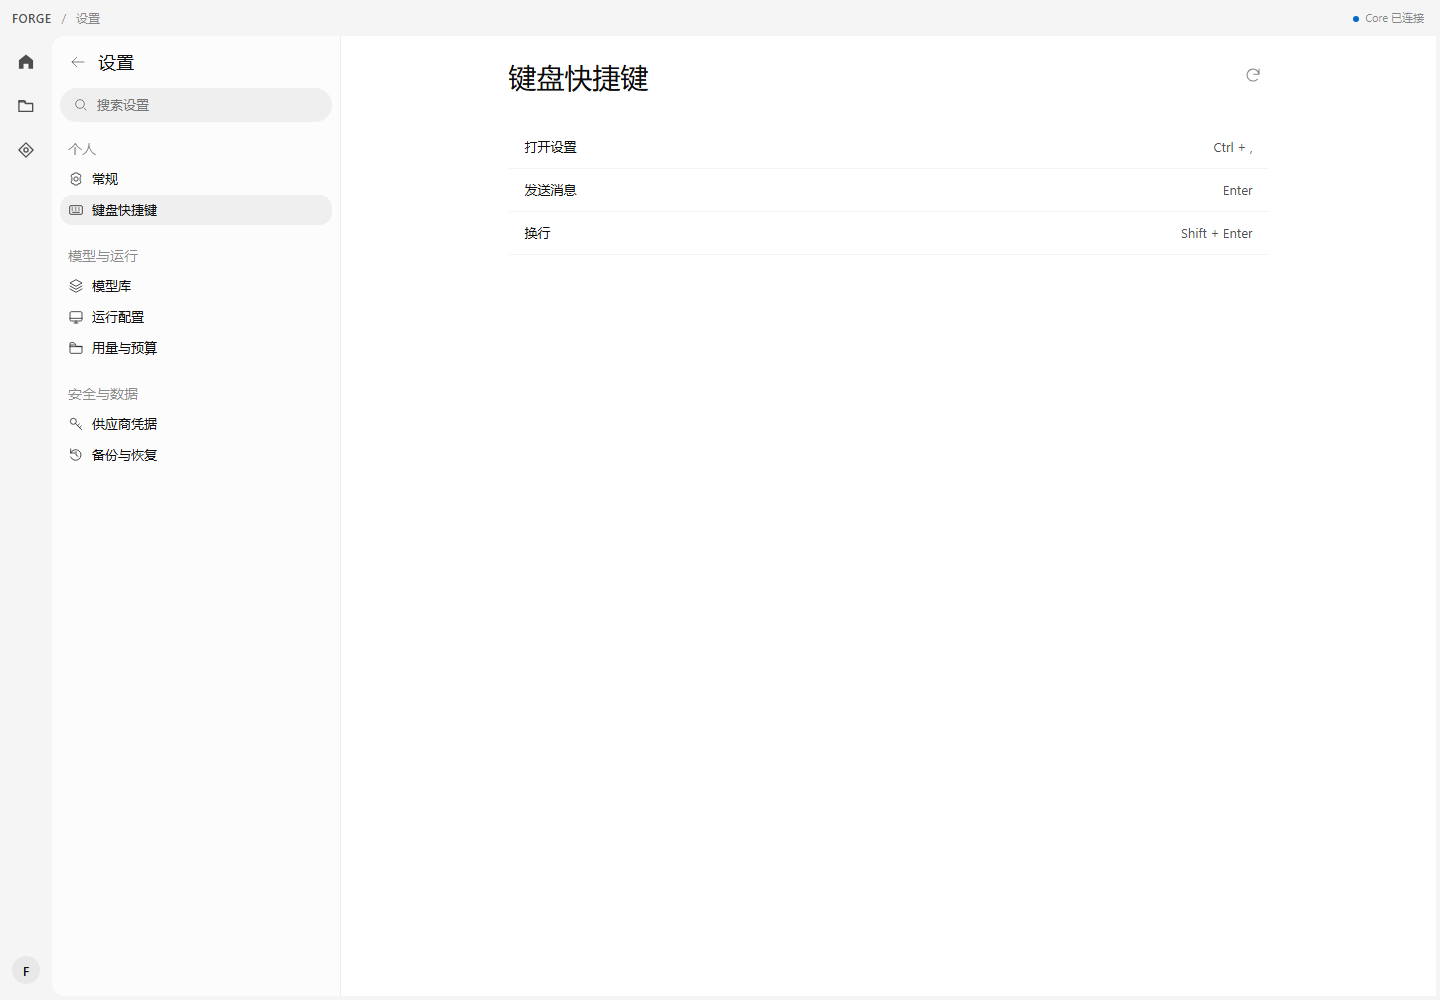 FORGE / 设置
Core 已连接
设置
搜索设置
个人
常规
键盘快捷键
模型与运行
模型库
运行配置
用量与预算
安全与数据
供应商凭据
备份与恢复
F
键盘快捷键
打开设置 Ctrl + ,
发送消息 Enter
换行 Shift + Enter